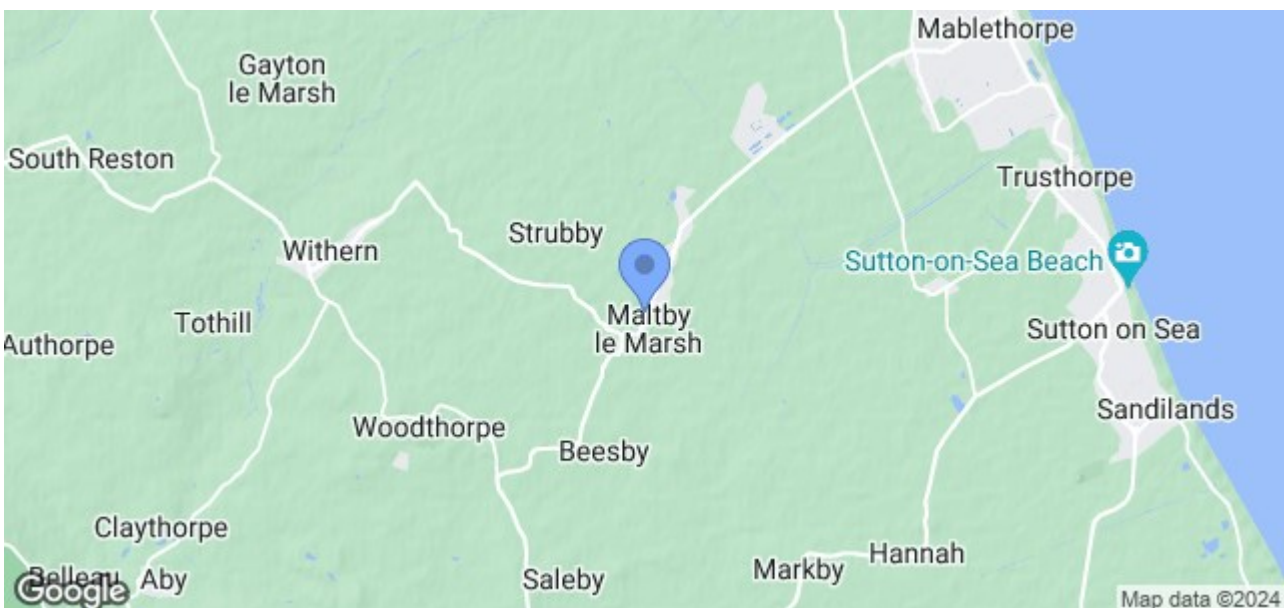 Mablethorpe
Gayton
le Marsh
South Reston
Trusthorpe
Strubby
Withern
Sutton-on-Sea Beach
Maltby
le Marsh
Tothill
Authorpe
Sutton on Sea
Sandilands
Woodthorpe
Beesby
Claythorpe
Hannah
Markby
Belleau
Aby
Saleby
Google
Map data ©2024